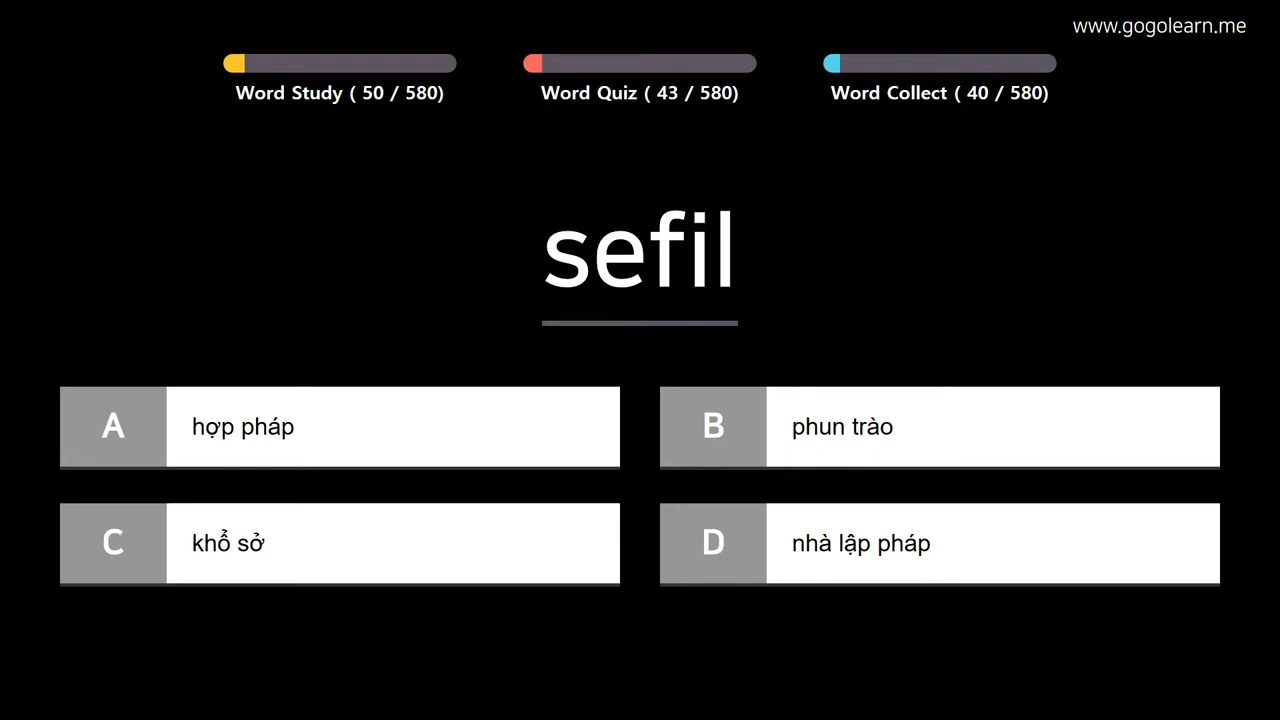 www.gogolearn.me
Word Study ( 50 / 580)
Word Quiz ( 43 / 580)
Word Collect ( 40 / 580)
sefil
A hợp pháp
B phun trào
C khổ sở
D nhà lập pháp